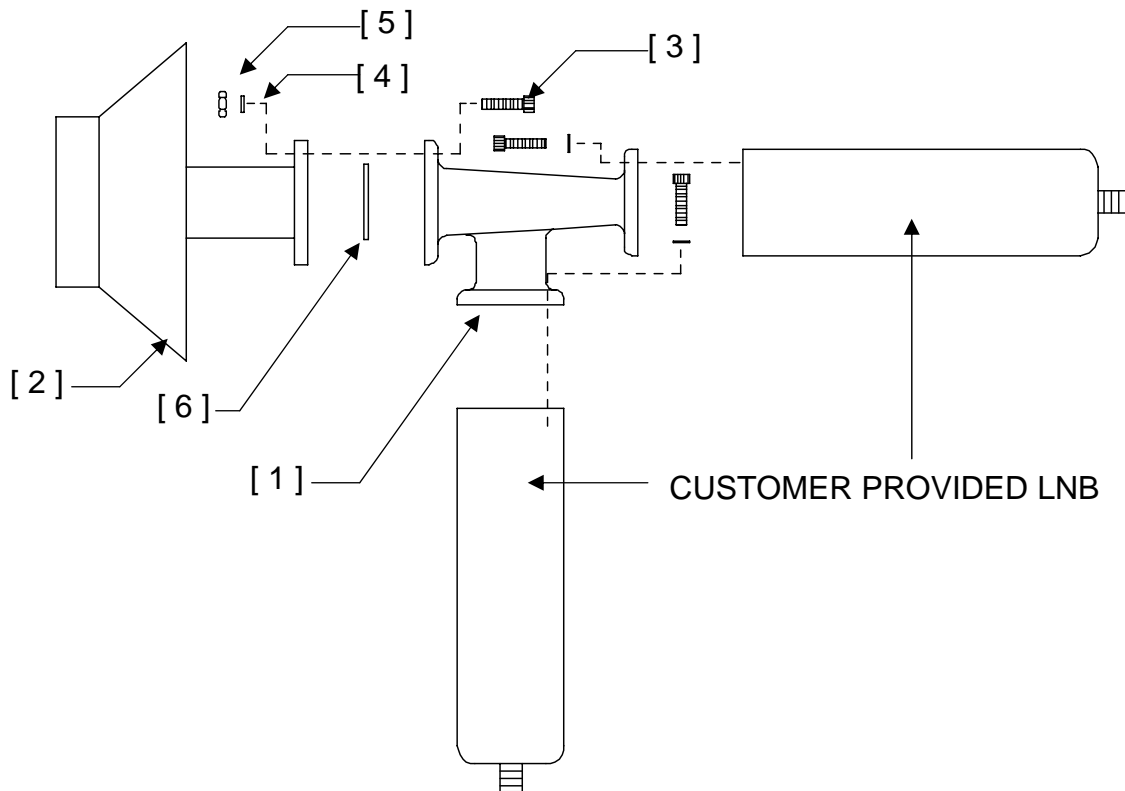 [ 5 ]
[ 3 ]
[ 4 ]
[ 2 ]
[ 6 ]
[ 1 ]
CUSTOMER PROVIDED LNB